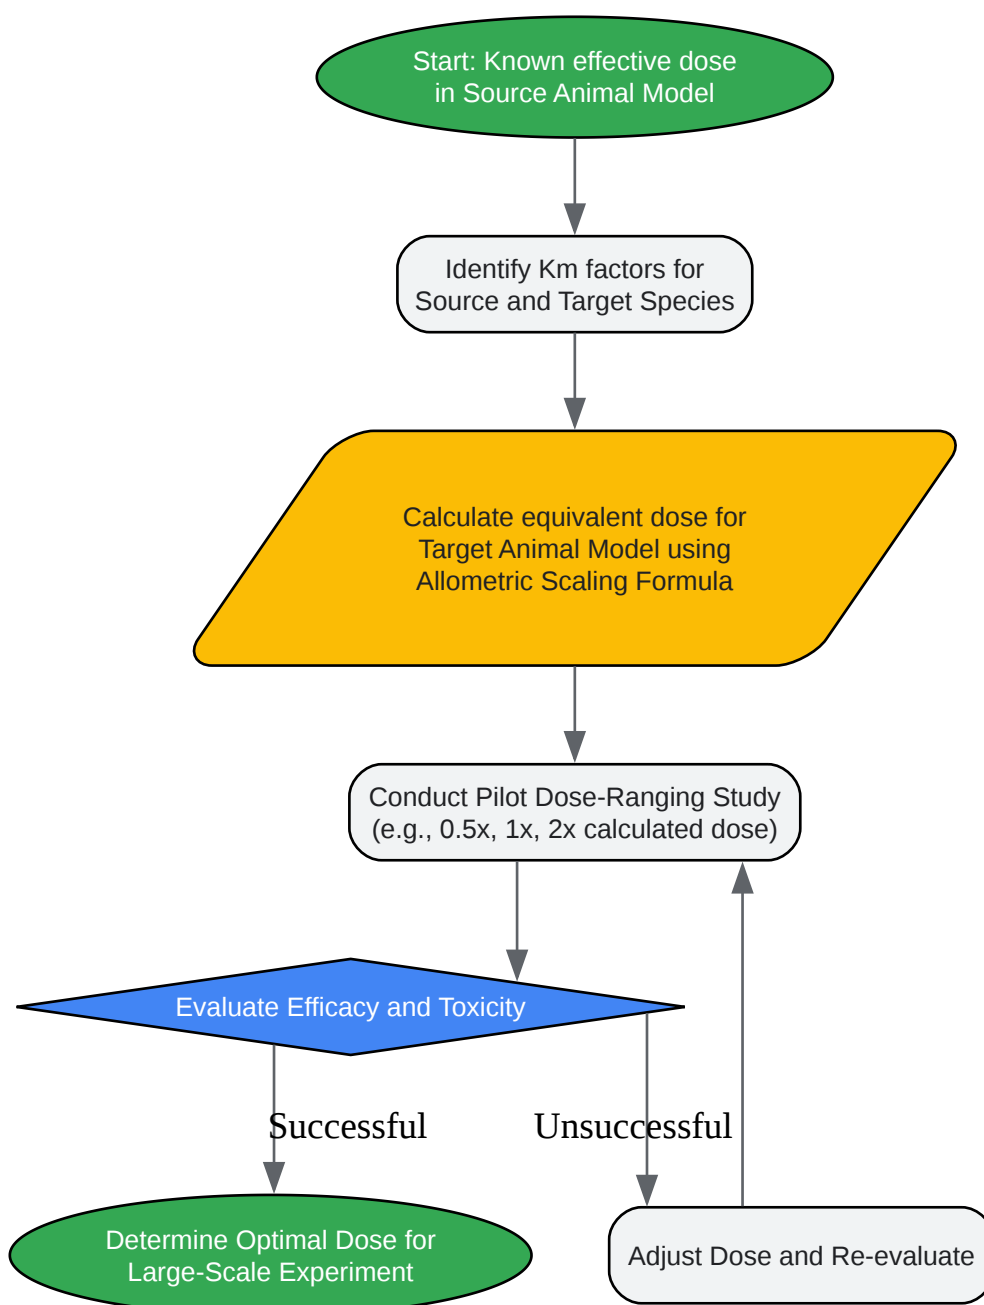 Start: Known effective dose
in Source Animal Model
Identify Km factors for
Source and Target Species
Calculate equivalent dose for
Target Animal Model using
Allometric Scaling Formula
Conduct Pilot Dose-Ranging Study
(e.g., 0.5x, 1x, 2x calculated dose)
Evaluate Efficacy and Toxicity
Successful
Unsuccessful
Determine Optimal Dose for
Large-Scale Experiment
Adjust Dose and Re-evaluate